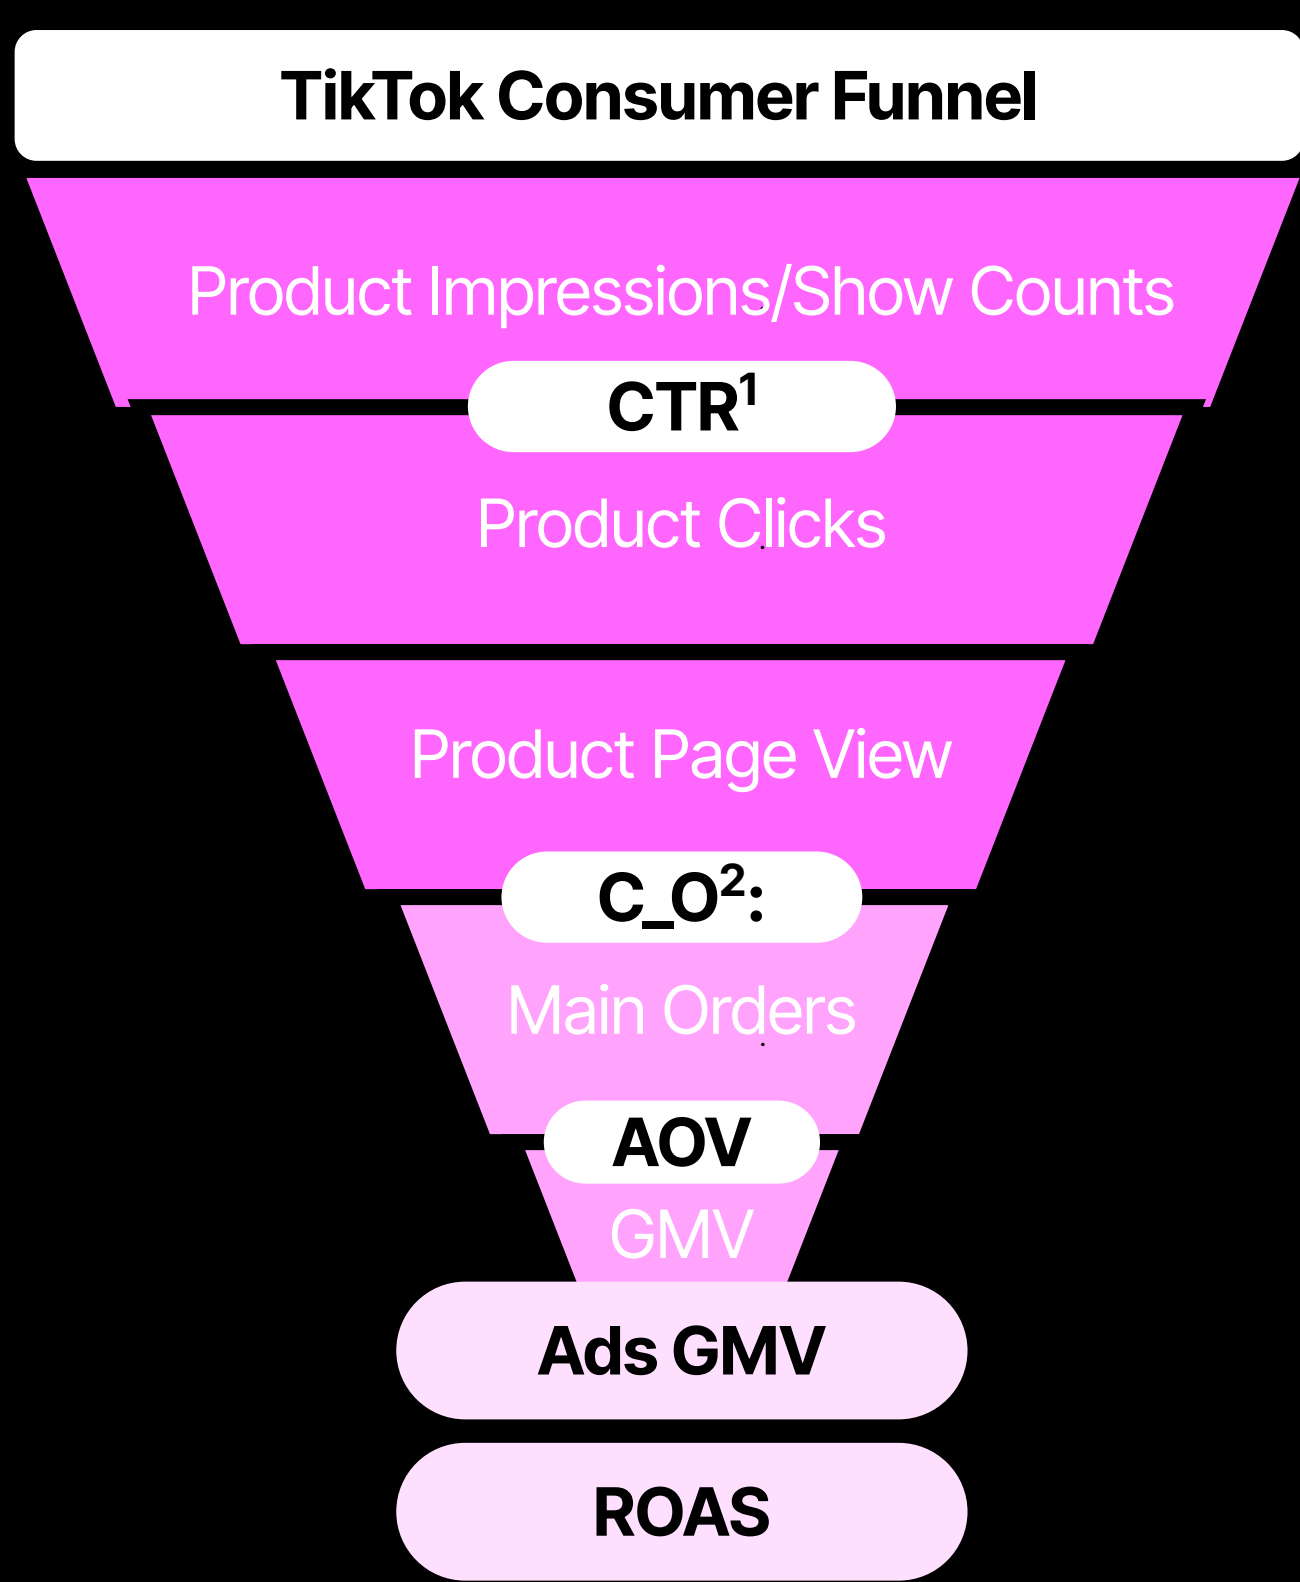 TikTok Consumer Funnel
Product Impressions/Show Counts
CTR¹
Product Clicks
Product Page View
C_O²:
Main Orders
AOV
GMV
Ads GMV
ROAS